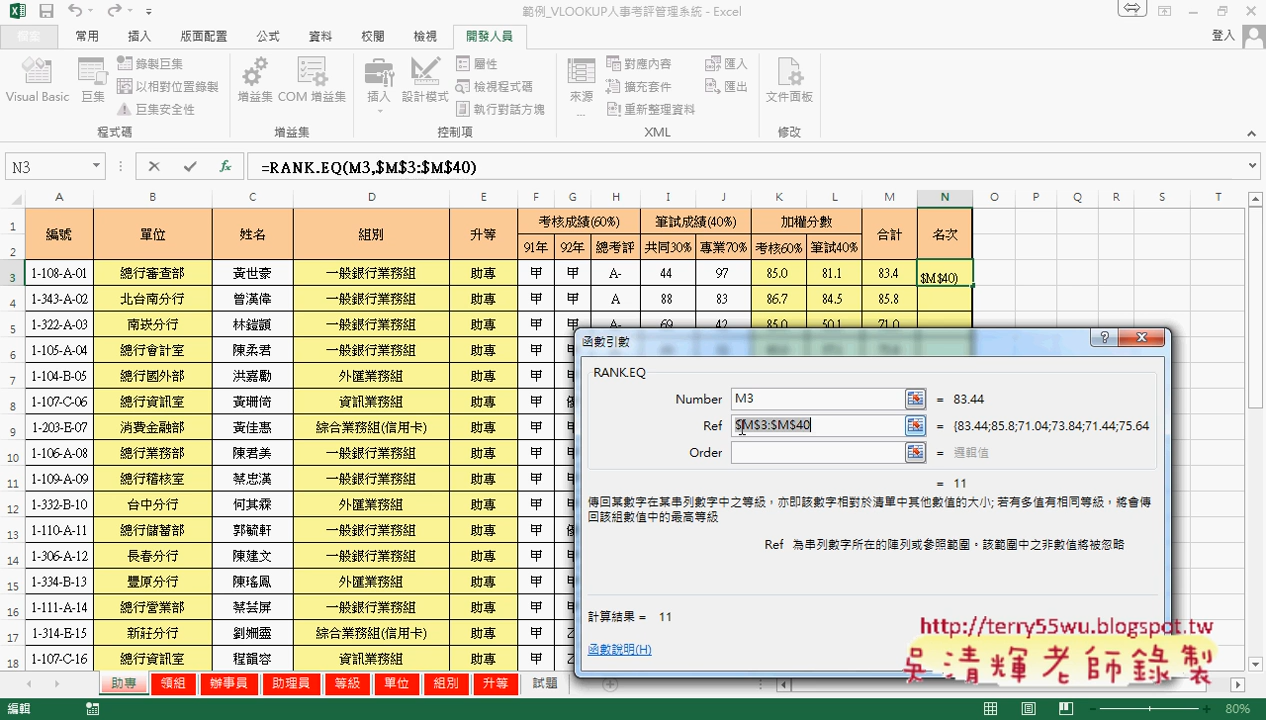 範例_VLOOKUP人事考評管理系統 - Excel
檔案 常用 插入 版面配置 公式 資料 校閱 檢視 開發人員 登入
Visual Basic 巨集 錄製巨集 以相對位置錄製 巨集安全性 程式碼
增益集 COM 增益集 增益集
插入 設計模式 屬性 檢視程式碼 執行對話方塊 控制項
來源 ... 對應內容 擴充套件 重新整理資料 匯入 匯出 XML
文件面板 修改
N3 fx =RANK.EQ(M3,$M$3:$M$40)
A B C D E F G H I J K L M N O P Q R S T
1 編號 單位 姓名 組別 升等 考核成績(60%) 筆試成績(40%) 加權分數 合計 名次
2 91年 92年 總考評 共同30% 專業70% 考核60% 筆試40%
3 1-108-A-01 總行審查部 黃世豪 一般銀行業務組 助專 甲 甲 A- 44 97 85.0 81.1 83.4 $M$40)
4 1-343-A-02 北台南分行 曾漢偉 一般銀行業務組 助專 甲 甲 A 88 83 86.7 84.5 85.8
5 1-322-A-03 南崁分行 林鎧顗 一般銀行業務組 助專 甲 甲 A- 69 42 85.0 50.1 71.0
6 1-105-A-04 總行會計室 陳柔君 一般銀行業務組 助專 甲
7 1-104-B-05 總行國外部 洪嘉勵 外匯業務組 助專 甲
8 1-107-C-06 總行資訊室 黃珊倚 資訊業務組 助專 甲
9 1-203-E-07 消費金融部 黃佳惠 綜合業務組(信用卡) 助專 甲
10 1-106-A-08 總行業務部 陳君美 一般銀行業務組 助專 甲
11 1-109-A-09 總行稽核室 蔡忠漢 一般銀行業務組 助專 甲
12 1-332-B-10 台中分行 何其霖 外匯業務組 助專 甲
13 1-110-A-11 總行儲蓄部 郭毓軒 一般銀行業務組 助專 甲
14 1-306-A-12 長春分行 陳建文 一般銀行業務組 助專 甲
15 1-334-B-13 豐原分行 陳瑤鳳 外匯業務組 助專 甲
16 1-111-A-14 總行營業部 一般銀行業務組 助專 甲
17 1-314-E-15 新莊分行 劉姍靈 綜合業務組(信用卡) 助專 甲
18 1-107-C-16 總行資訊室 程韻容 資訊業務組 助專 甲
函數引數
RANK.EQ
Number M3 = 83.44
Ref $M$3:$M$40 = {83.44;85.8;71.04;73.84;71.44;75.64
Order = 邏輯值
= 11
傳回某數字在某串列數字中之等級，亦即該數字相對於清單中其他數值的大小; 若有多值有相同等級，將會傳
回該組數值中的最高等級
Ref 為串列數字所在的陣列或參照範圍。該範圍中之非數值將被忽略
計算結果 = 11
函數說明(H)
http://terry55wu.blogspot.tw
吳清輝老師錄製
助專 領組 辦事員 助理員 等級 單位 組別 升等 試題
編輯 80%